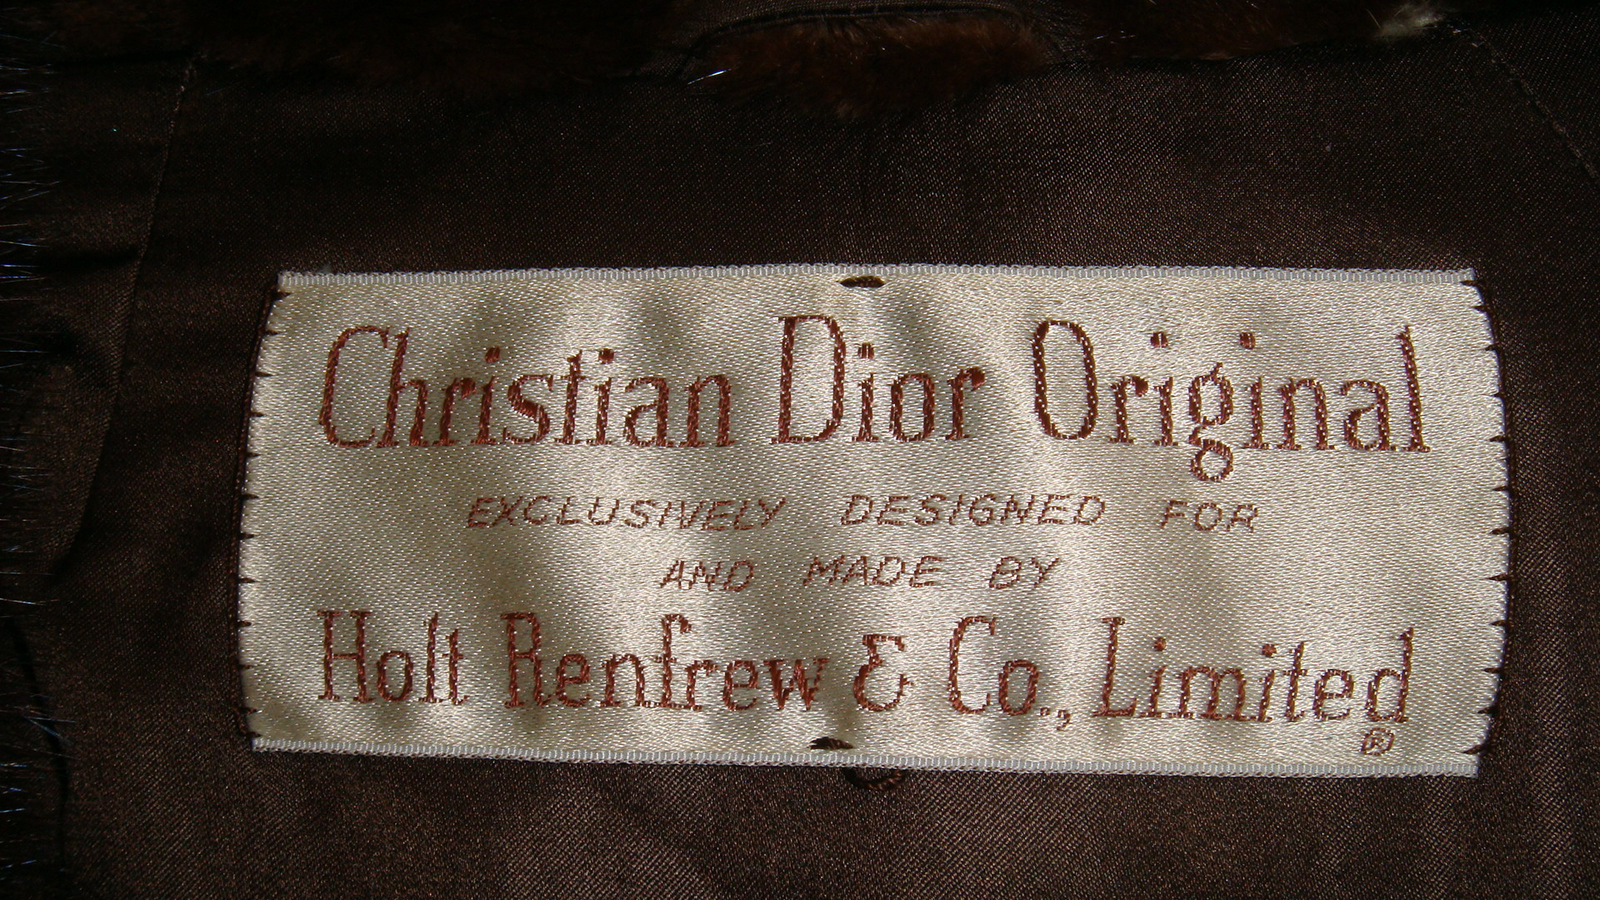 Christian Dior Original
EXCLUSIVELY DESIGNED FOR
AND MADE BY
Holt Renfrew & Co., Limited
®